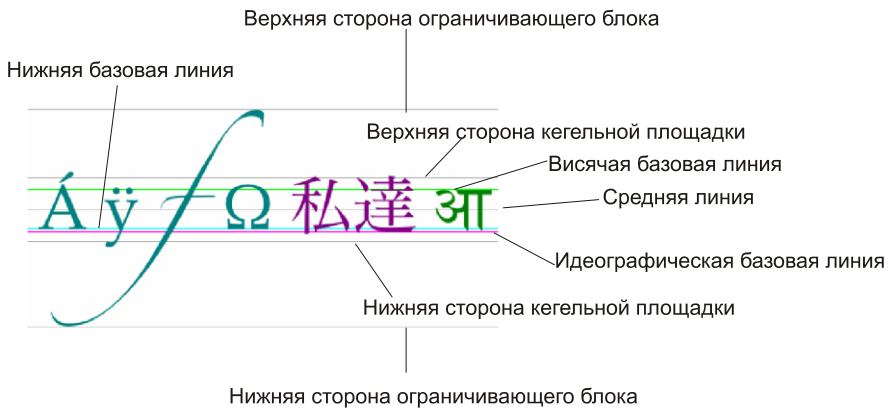 Верхняя сторона ограничивающего блока
Нижняя базовая линия
Верхняя сторона кегельной площадки
Висячая базовая линия
Средняя линия
Áÿ f Ω 私達 आ
Идеографическая базовая линия
Нижняя сторона кегельной площадки
Нижняя сторона ограничивающего блока